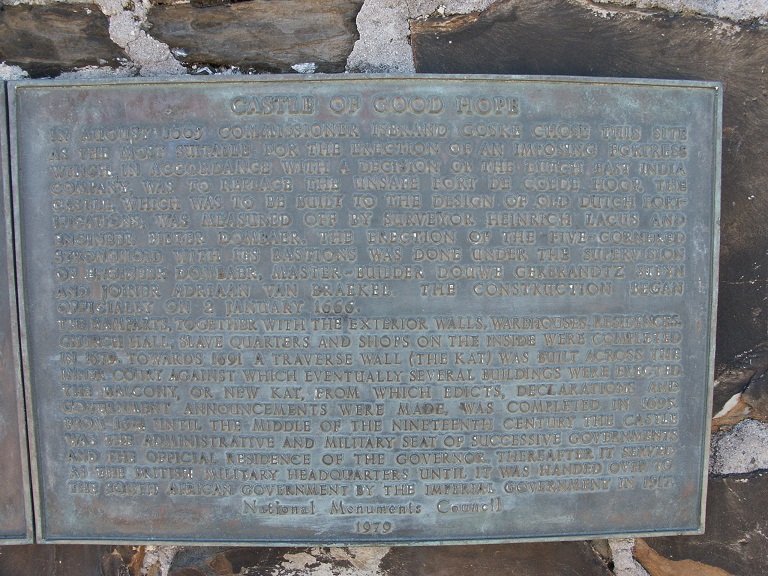 CASTLE OF GOOD HOPE
IN AUGUST 1665 COMMISSIONER ISBRAND GOSKE CHOSE THIS SITE
AS THE MOST SUITABLE FOR THE ERECTION OF AN IMPOSING FORTRESS
WHICH, IN ACCORDANCE WITH A DECISION OF THE DUTCH EAST INDIA
COMPANY, WAS TO REPLACE THE UNSAFE FORT DE GOEDE HOOP. THE
CASTLE, WHICH WAS TO BE BUILT TO THE DESIGN OF OLD DUTCH FORT-
IFICATIONS, WAS MEASURED OFF BY SURVEYOR HEINRICH LACUS AND
ENGINEER PIETER DOMBAER. THE ERECTION OF THE FIVE-CORNERED
STRONGHOLD WITH ITS BASTIONS WAS DONE UNDER THE SUPERVISION
OF ENGINEER DOMBAER, MASTER-BUILDER DOUWE GERBRANDTZ STEYN
AND JOINER ADRIAAN VAN BRAEKEL. THE CONSTRUCTION BEGAN
OFFICIALLY ON 2 JANUARY 1666.
THE RAMPARTS, TOGETHER WITH THE EXTERIOR WALLS, WAREHOUSES, RESIDENCES,
CHURCH HALL, SLAVE QUARTERS AND SHOPS ON THE INSIDE WERE COMPLETED
IN 1679. TOWARDS 1691 A TRAVERSE WALL (THE KAT) WAS BUILT ACROSS THE
INNER COURT AGAINST WHICH EVENTUALLY SEVERAL BUILDINGS WERE ERECTED.
THE BALCONY, OR NEW KAT, FROM WHICH EDICTS, DECLARATIONS AND
GOVERNMENT ANNOUNCEMENTS WERE MADE, WAS COMPLETED IN 1695.
FROM 1674 UNTIL THE MIDDLE OF THE NINETEENTH CENTURY THE CASTLE
WAS THE ADMINISTRATIVE AND MILITARY SEAT OF SUCCESSIVE GOVERNMENTS
AND THE OFFICIAL RESIDENCE OF THE GOVERNOR. THEREAFTER IT SERVED
AS THE BRITISH MILITARY HEADQUARTERS UNTIL IT WAS HANDED OVER TO
THE SOUTH AFRICAN GOVERNMENT BY THE IMPERIAL GOVERNMENT IN 1917.
National Monuments Council
1979